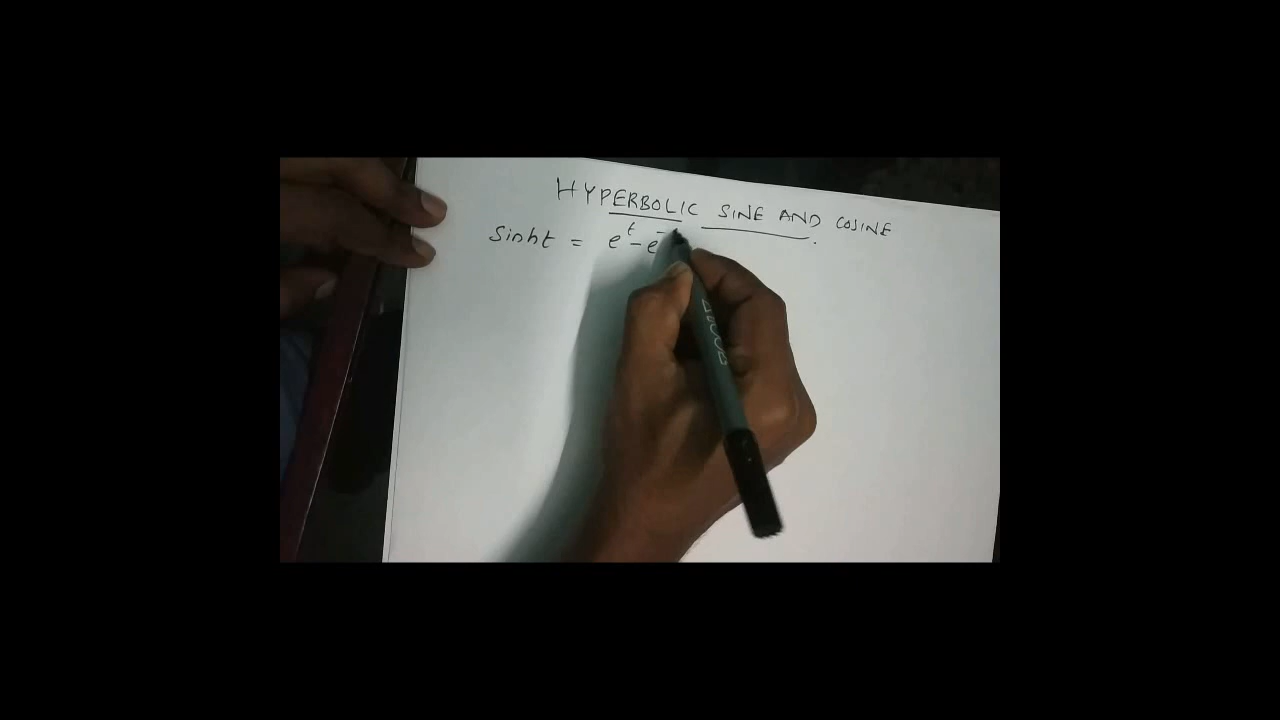 HYPERBOLIC SINE AND COSINE.
Sinht = e^t - e^-